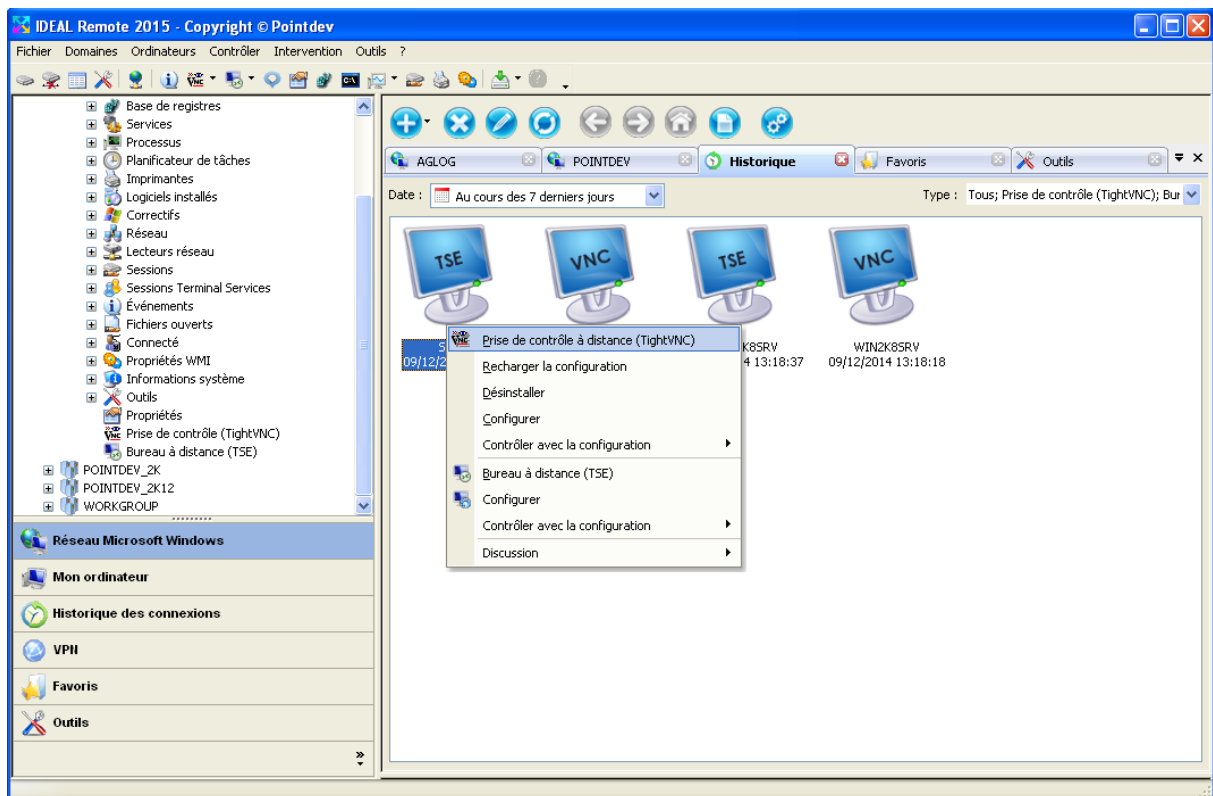 IDEAL Remote 2015 - Copyright © Pointdev
Fichier Domaines Ordinateurs Contrôler Intervention Outils ?
Base de registres
Services
Processus
Planificateur de tâches
Imprimantes
Logiciels installés
Correctifs
Réseau
Lecteurs réseau
Sessions
Sessions Terminal Services
Événements
Fichiers ouverts
Connecté
Propriétés WMI
Informations système
Outils
Propriétés
Prise de contrôle (TightVNC)
Bureau à distance (TSE)
POINTDEV_2K
POINTDEV_2K12
WORKGROUP
Réseau Microsoft Windows
Mon ordinateur
Historique des connexions
VPN
Favoris
Outils
AGLOG POINTDEV Historique Favoris Outils
Date : Au cours des 7 derniers jours Type : Tous; Prise de contrôle (TightVNC); Bur
TSE VNC TSE VNC
S K8SRV WIN2K8SRV
09/12/2 4 13:18:37 09/12/2014 13:18:18
Prise de contrôle à distance (TightVNC)
Recharger la configuration
Désinstaller
Configurer
Contrôler avec la configuration
Bureau à distance (TSE)
Configurer
Contrôler avec la configuration
Discussion